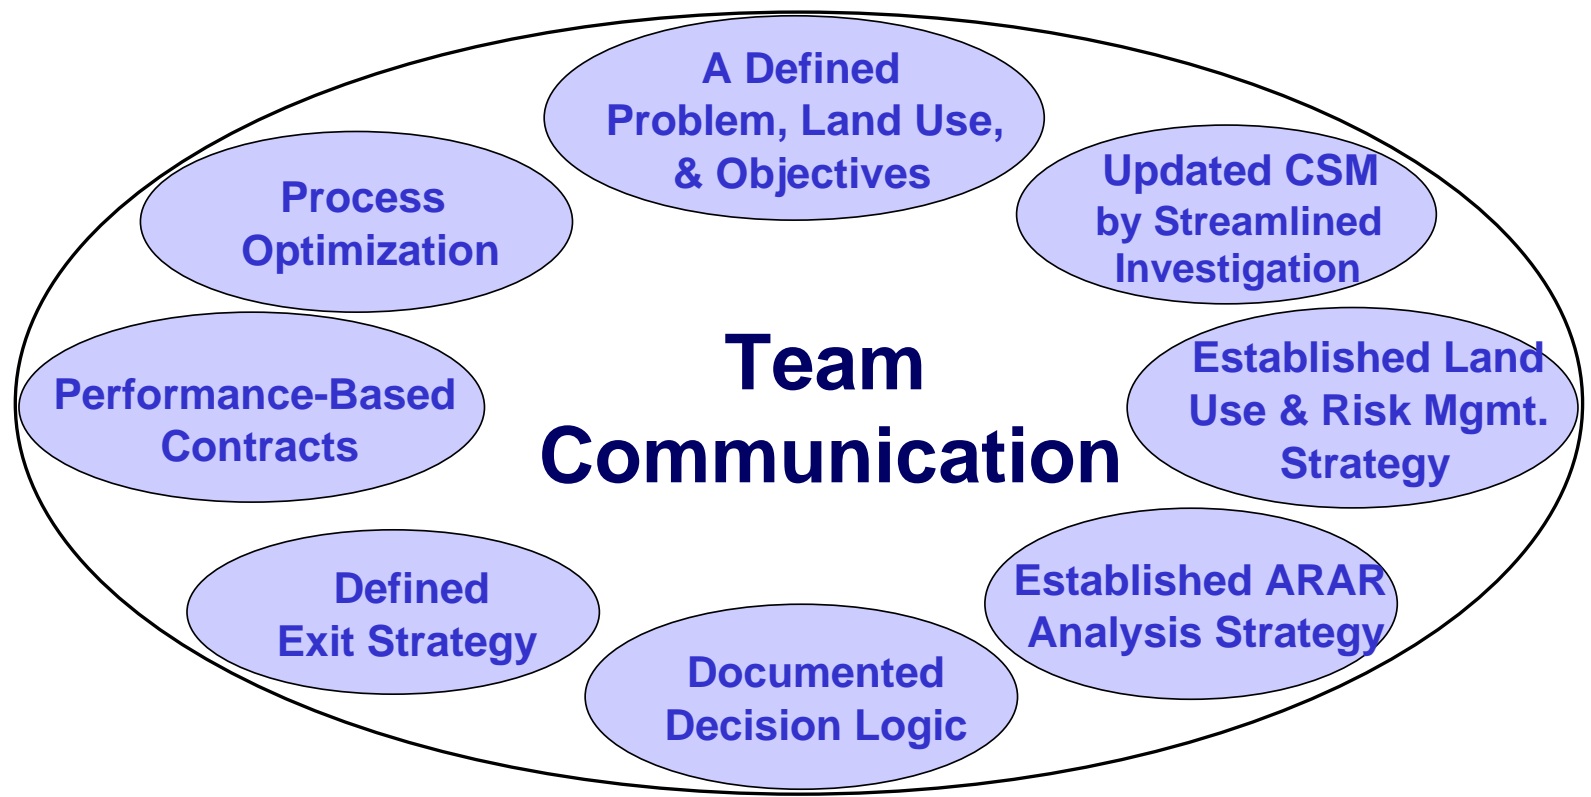 A Defined
Problem, Land Use,
& Objectives
Updated CSM
by Streamlined
Investigation
Established Land
Use & Risk Mgmt.
Strategy
Established ARAR
Analysis Strategy
Documented
Decision Logic
Defined
Exit Strategy
Performance-Based
Contracts
Process
Optimization
Team
Communication